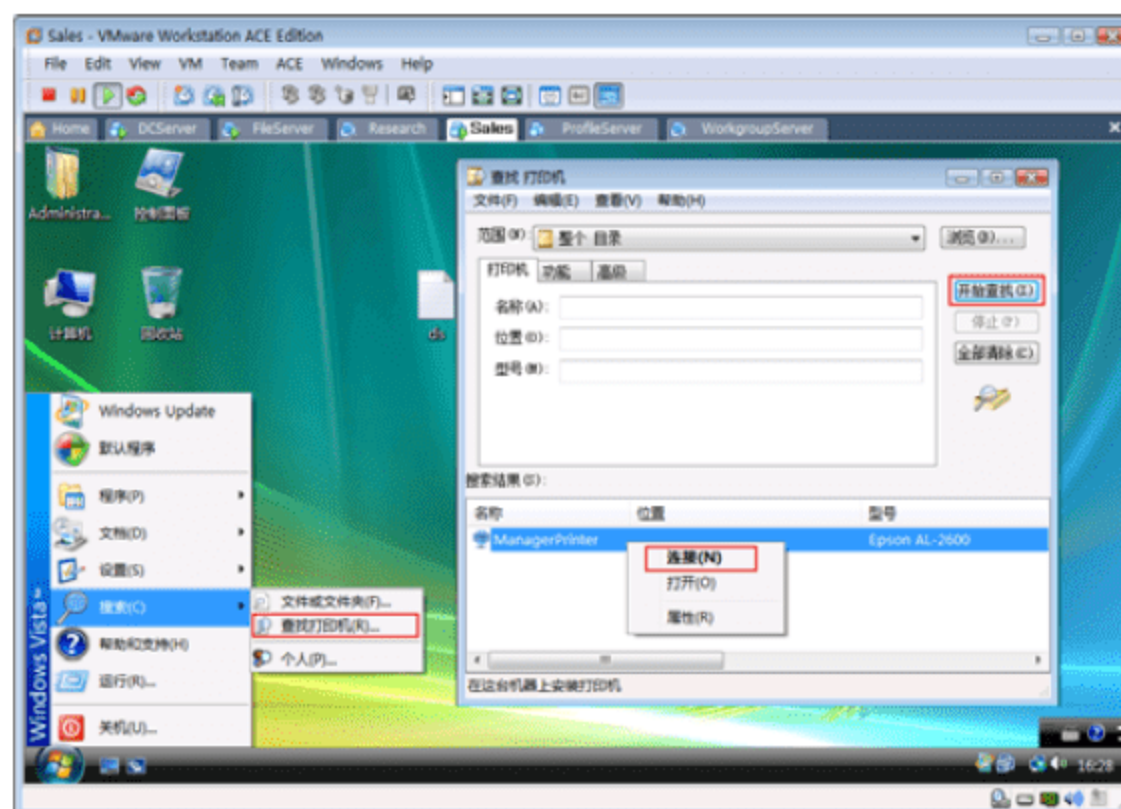 Sales - VMware Workstation ACE Edition
File Edit View VM Team ACE Windows Help
Home DCServer FileServer Research Sales ProfileServer WorkgroupServer
Administra... 控制面板
计算机 回收站 ds
查找 打印机
文件(F) 编辑(E) 查看(V) 帮助(H)
范围(W): 整个 目录 浏览(B)...
打印机 功能 高级
名称(A):
位置(O):
型号(M):
开始查找(I)
停止(P)
全部清除(C)
搜索结果(S):
名称 位置 型号
ManagerPrinter Epson AL-2600
连接(N)
打开(O)
属性(R)
在这台机器上安装打印机
Windows Update
默认程序
程序(P)
文档(D)
设置(S)
搜索(C)
帮助和支持(H)
运行(R)...
关机(U)...
文件或文件夹(F)...
查找打印机(R)...
个人(P)...
Windows Vista™
16:28